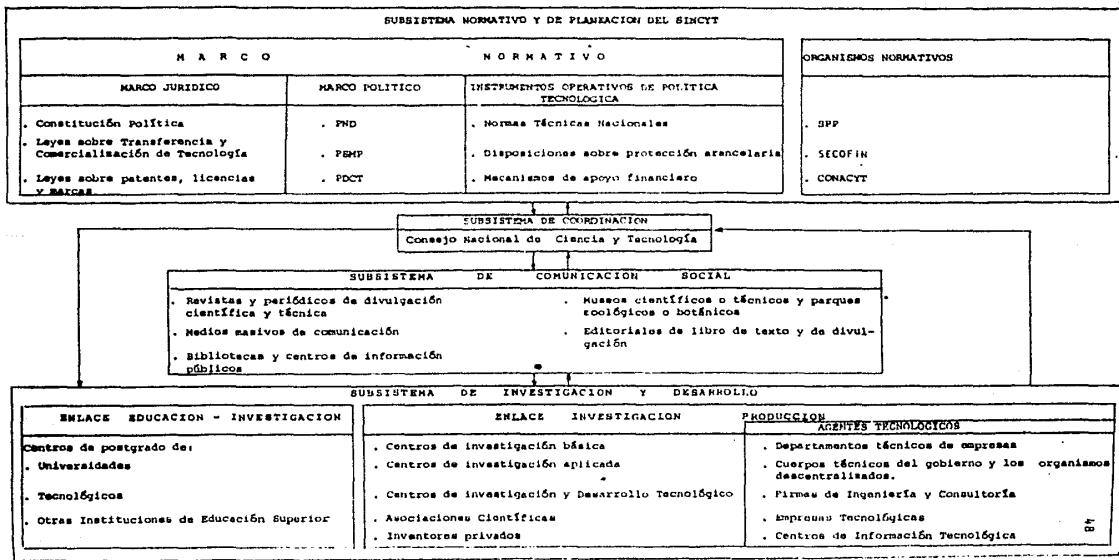 SUBSISTEMA NORMATIVO Y DE PLANEACION DEL SINCYT
M A R C O N O R M A T I V O
MARCO JURIDICO
. Constitución Política
. Leyes sobre Transferencia y
Comercialización de Tecnología
. Leyes sobre patentes, licencias
y marcas
MARCO POLITICO
. PND
. PEMP
. PDCT
INSTRUMENTOS OPERATIVOS DE POLITICA
TECNOLOGICA
. Normas Técnicas Nacionales
. Disposiciones sobre protección arancelaria
. Mecanismos de apoyo financiero
ORGANISMOS NORMATIVOS
. SPP
. SECOFIN
. CONACYT
SUBSISTEMA DE COORDINACION
Consejo Nacional de Ciencia y Tecnología
SUBSISTEMA DE COMUNICACION SOCIAL
. Revistas y periódicos de divulgación
científica y técnica
. Medios masivos de comunicación
. Bibliotecas y centros de información
públicos
. Museos científicos o técnicos y parques
zoológicos o botánicos
. Editoriales de libro de texto y de divul-
gación
SUBSISTEMA DE INVESTIGACION Y DESARROLLO
ENLACE EDUCACION - INVESTIGACION
Centros de postgrado de:
. Universidades
. Tecnológicos
. Otras Instituciones de Educación Superior
ENLACE INVESTIGACION PRODUCCION
. Centros de investigación básica
. Centros de investigación aplicada
. Centros de investigación y Desarrollo Tecnológico
. Asociaciones Científicas
. Inventores privados
AGENTES TECNOLOGICOS
. Departamentos técnicos de empresas
. Cuerpos técnicos del gobierno y los organismos
descentralizados.
. Firmas de Ingeniería y Consultoría
. Empresas Tecnológicas
. Centros de Información Tecnológica
48